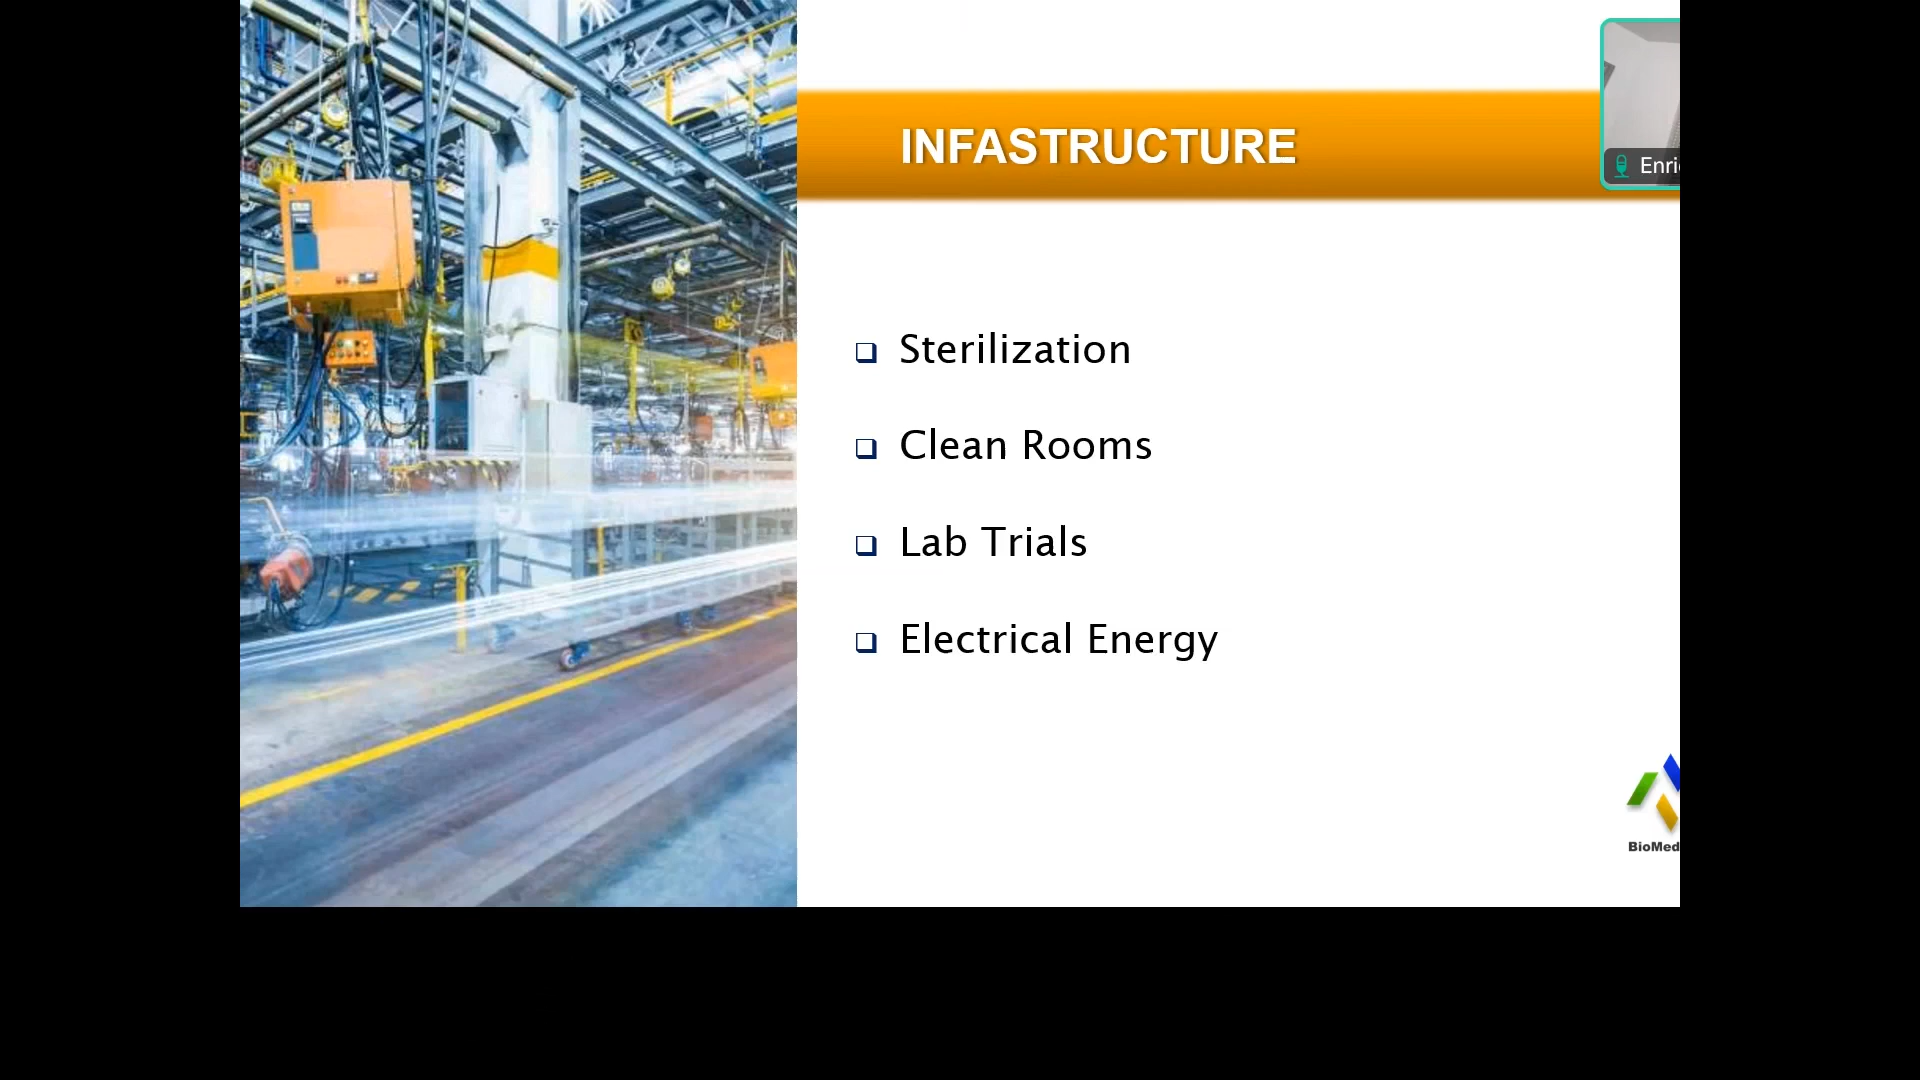 INFASTRUCTURE
Enri
Sterilization
Clean Rooms
Lab Trials
Electrical Energy
BioMed